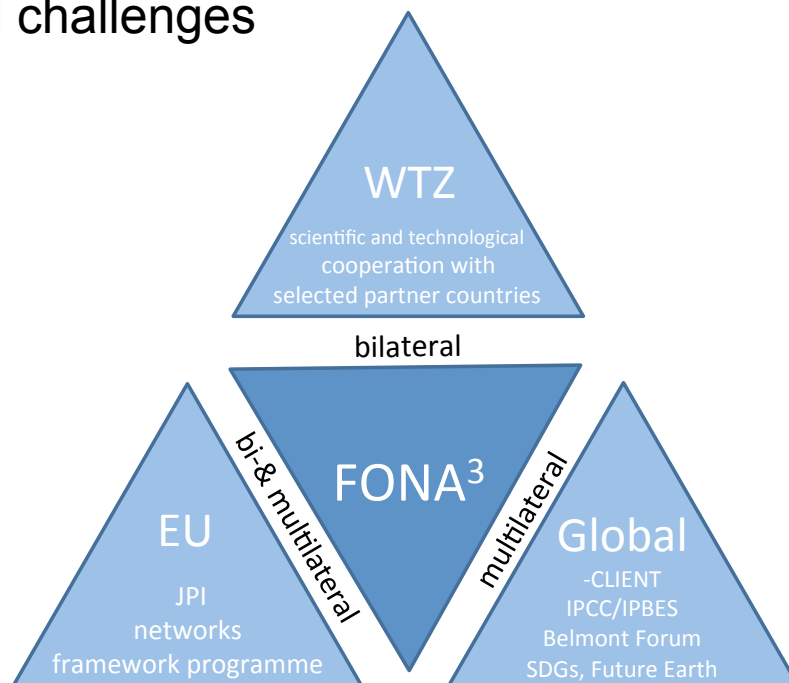 challenges
WTZ
scientific and technological
cooperation with
selected partner countries
bilateral
bi-& multilateral
FONA³
multilateral
EU
JPI
networks
framework programme
Global
-CLIENT
IPCC/IPBES
Belmont Forum
SDGs, Future Earth